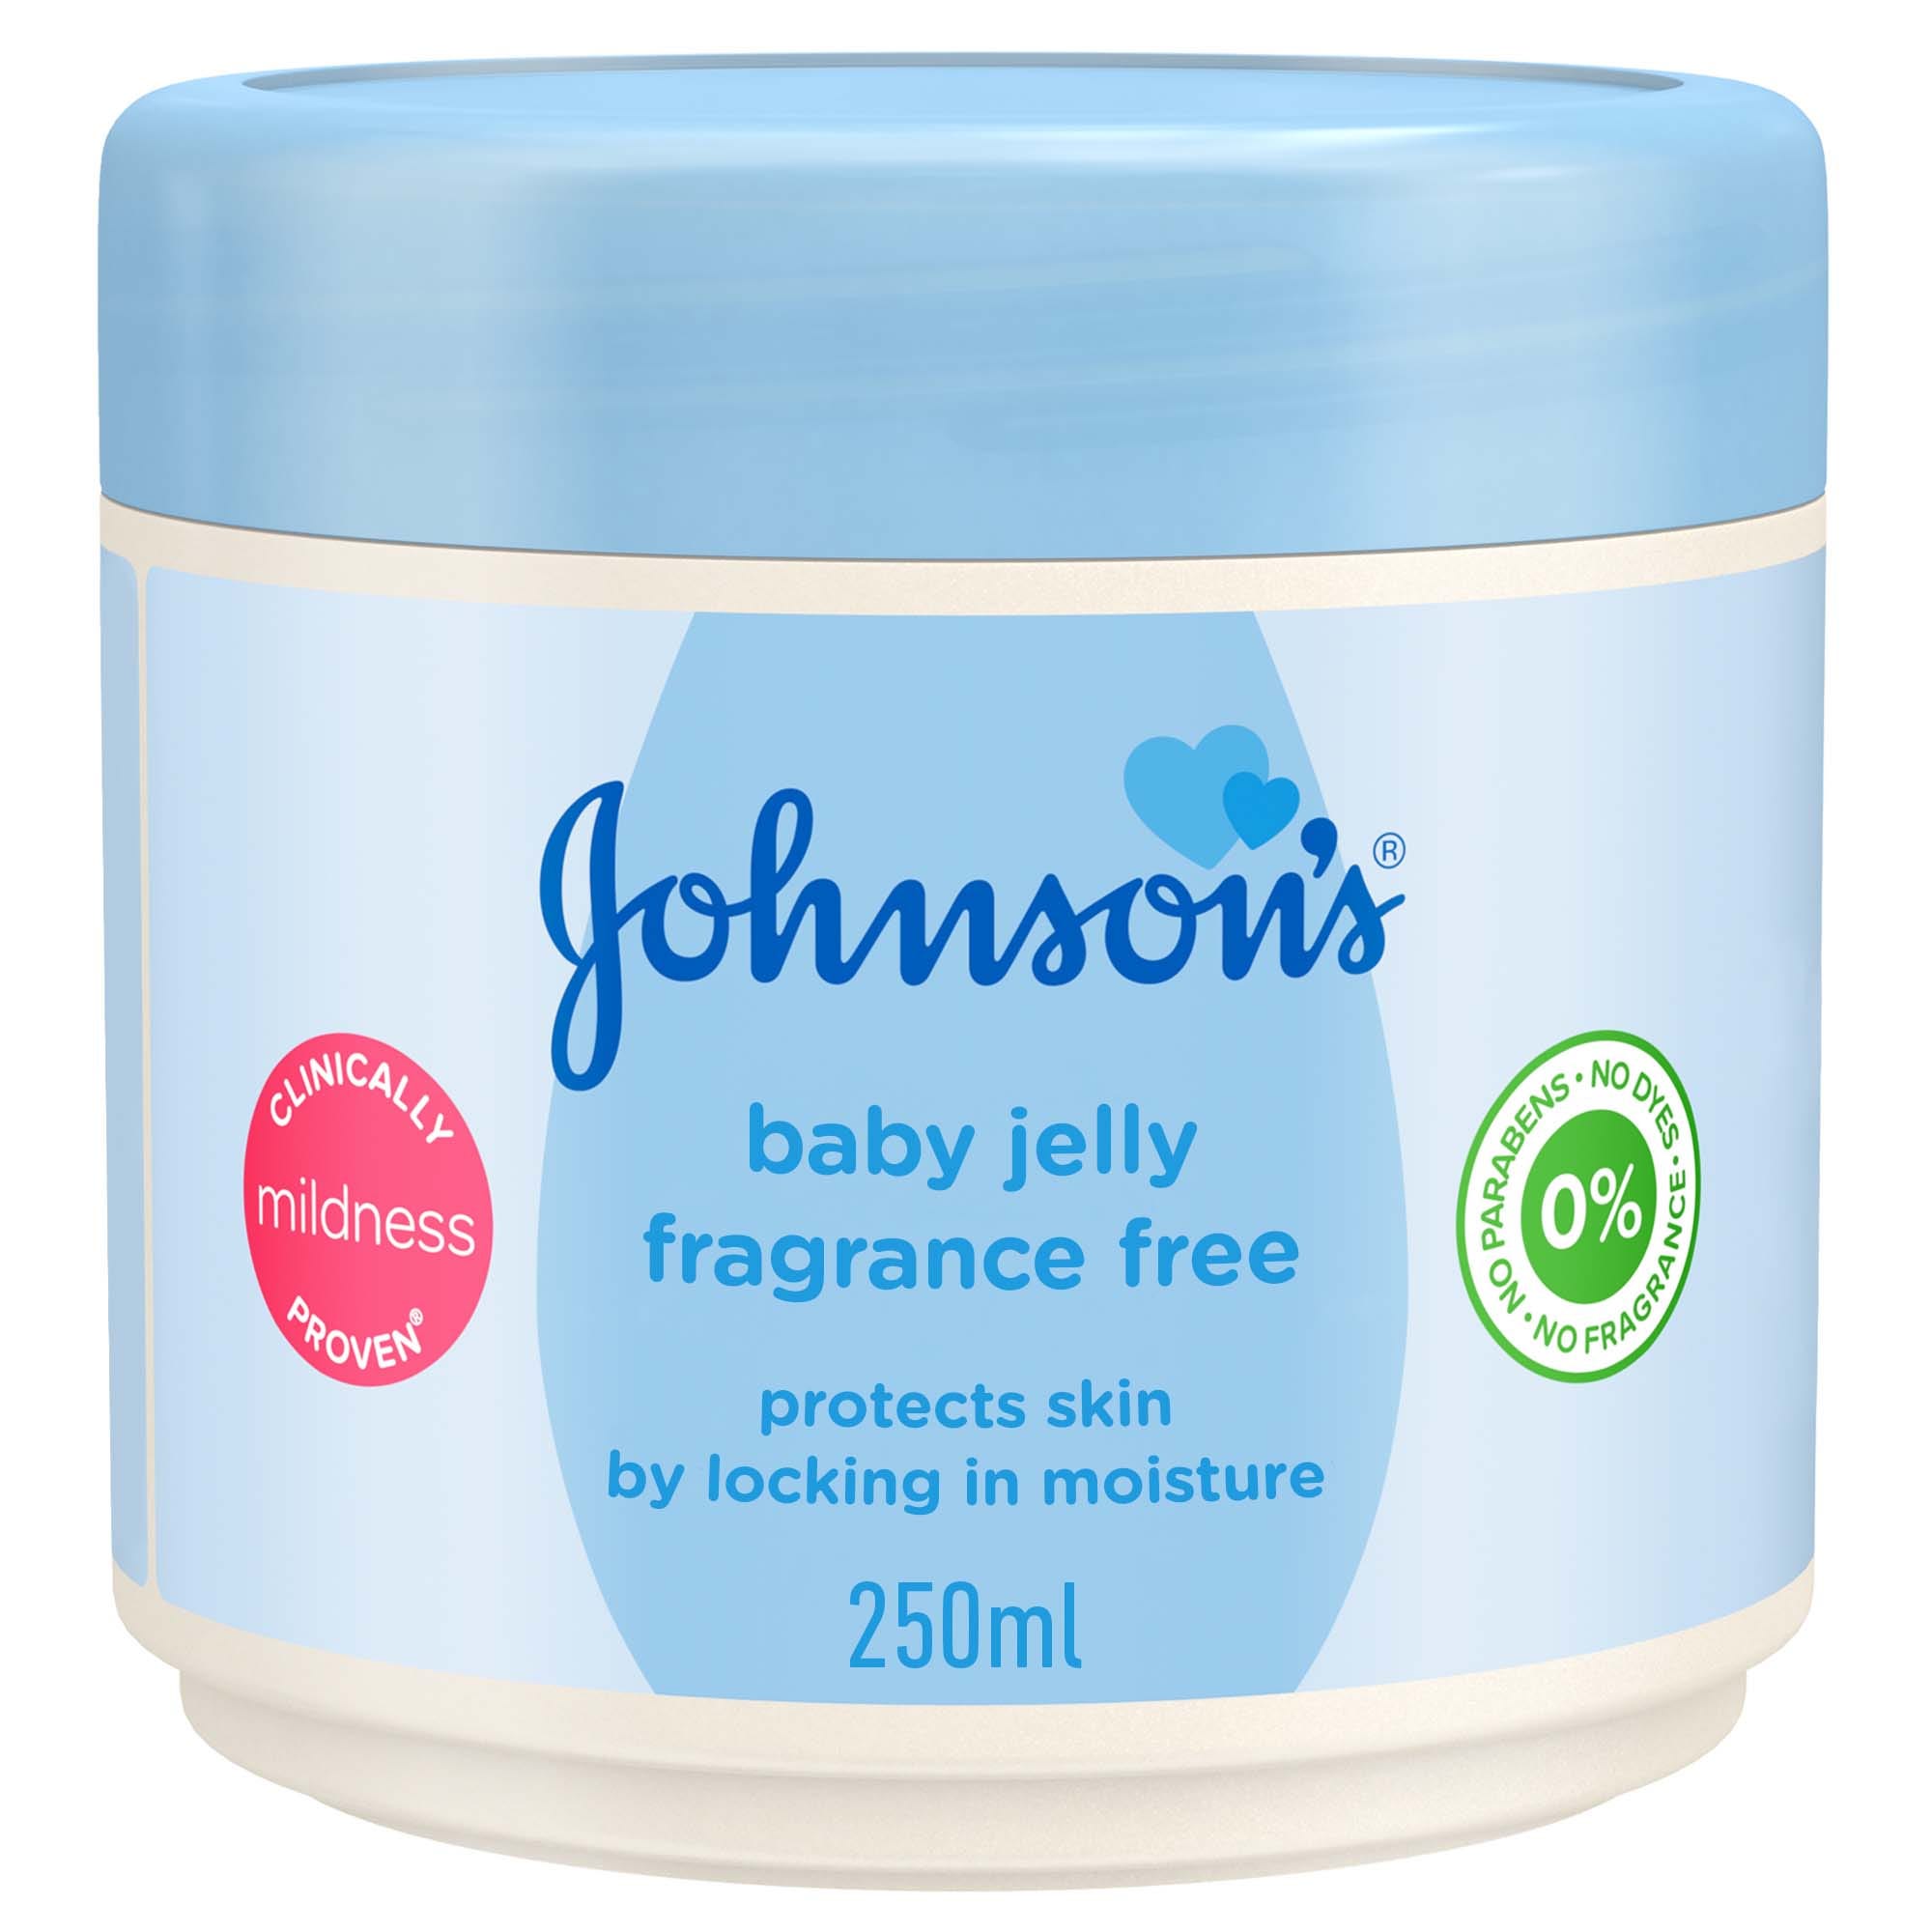 Johnson's®
baby jelly
fragrance free
protects skin
by locking in moisture
250ml
CLINICALLY
mildness
PROVEN®
NO PARABENS • NO DYES •
0%
NO FRAGRANCE •